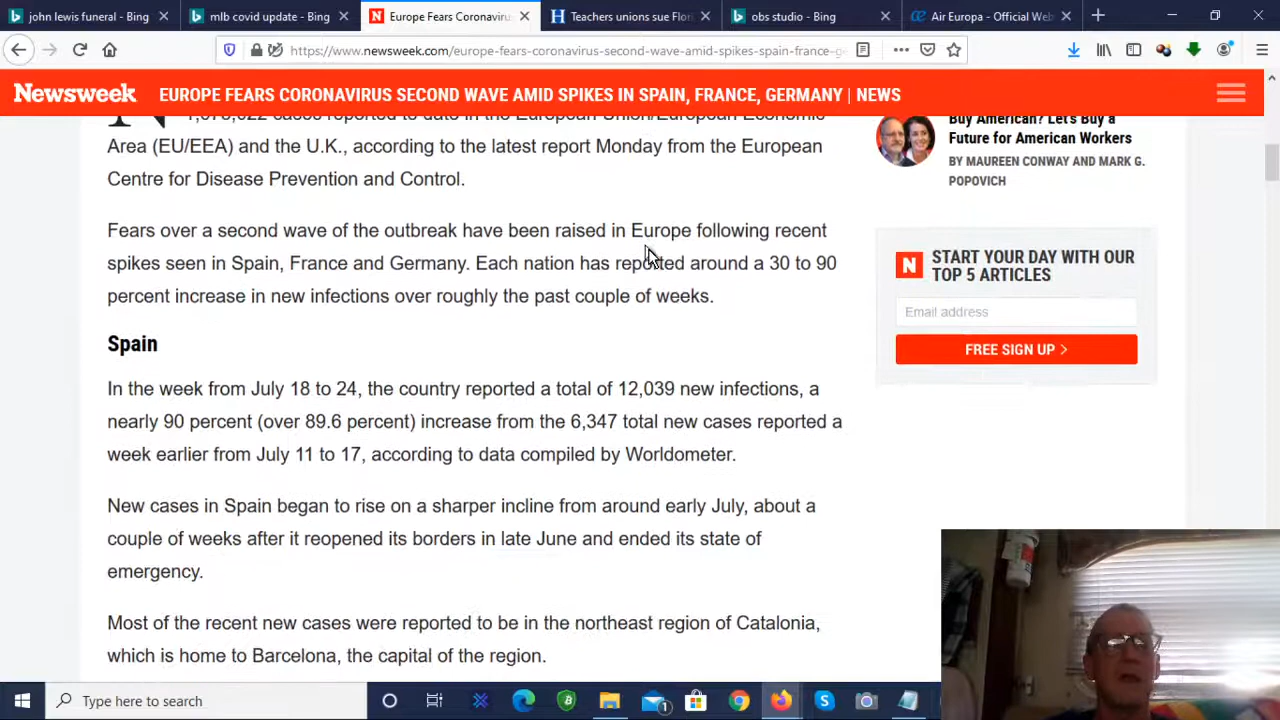 john lewis funeral - Bing
mlb covid update - Bing
Europe Fears Coronavirus
Teachers unions sue Flor
obs studio - Bing
Air Europa - Official Web
https://www.newsweek.com/europe-fears-coronavirus-second-wave-amid-spikes-spain-france-g
Newsweek
EUROPE FEARS CORONAVIRUS SECOND WAVE AMID SPIKES IN SPAIN, FRANCE, GERMANY | NEWS
cases reported to date in the European Union/European Economic
Area (EU/EEA) and the U.K., according to the latest report Monday from the European
Centre for Disease Prevention and Control.
Fears over a second wave of the outbreak have been raised in Europe following recent
spikes seen in Spain, France and Germany. Each nation has reported around a 30 to 90
percent increase in new infections over roughly the past couple of weeks.
Spain
In the week from July 18 to 24, the country reported a total of 12,039 new infections, a
nearly 90 percent (over 89.6 percent) increase from the 6,347 total new cases reported a
week earlier from July 11 to 17, according to data compiled by Worldometer.
New cases in Spain began to rise on a sharper incline from around early July, about a
couple of weeks after it reopened its borders in late June and ended its state of
emergency.
Most of the recent new cases were reported to be in the northeast region of Catalonia,
which is home to Barcelona, the capital of the region.
Buy American? Let's Buy a
Future for American Workers
BY MAUREEN CONWAY AND MARK G.
POPOVICH
N
START YOUR DAY WITH OUR
TOP 5 ARTICLES
Email address
FREE SIGN UP >
Type here to search
1